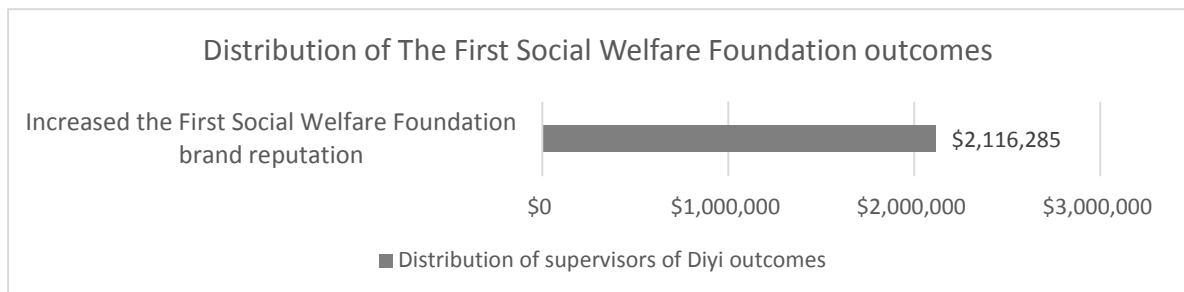 Distribution of The First Social Welfare Foundation outcomes
Increased the First Social Welfare Foundation
brand reputation
$2,116,285
$0
$1,000,000
$2,000,000
$3,000,000
Distribution of supervisors of Diyi outcomes